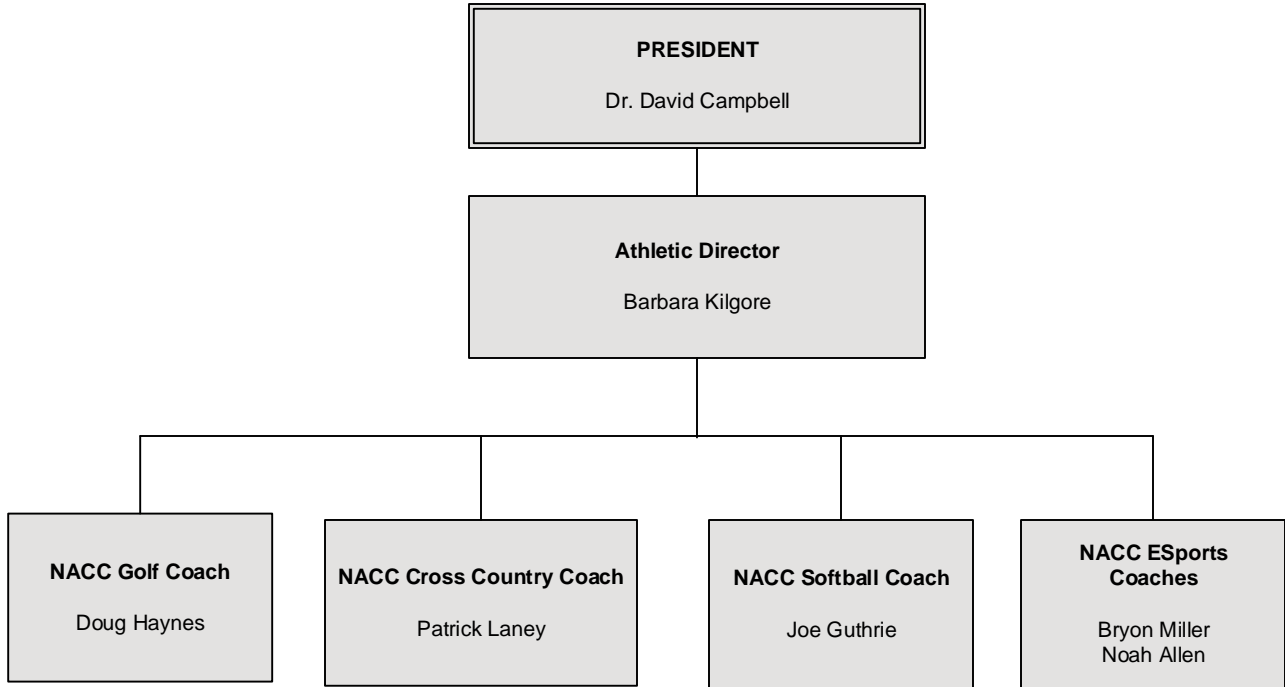 PRESIDENT
Dr. David Campbell
Athletic Director
Barbara Kilgore
NACC Golf Coach
Doug Haynes
NACC Cross Country Coach
Patrick Laney
NACC Softball Coach
Joe Guthrie
NACC ESports
Coaches
Bryon Miller
Noah Allen